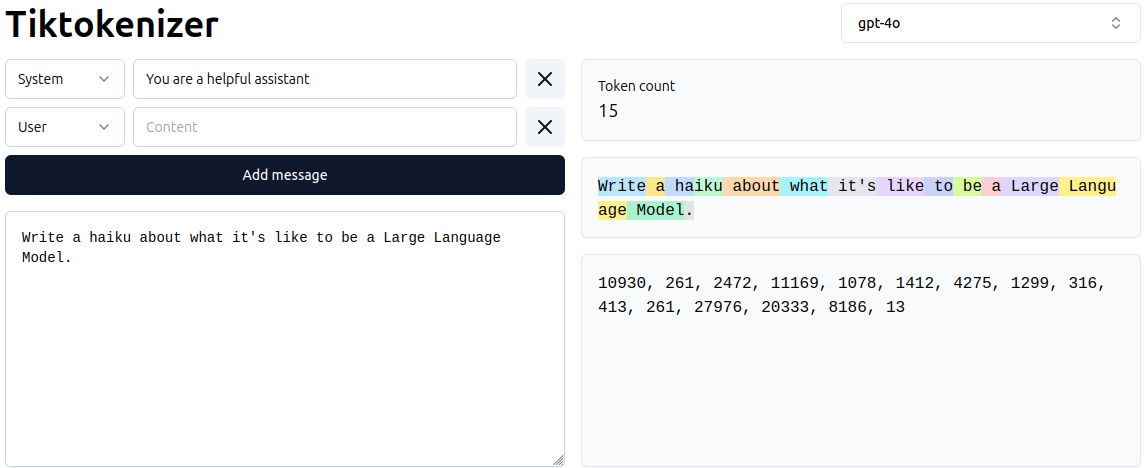 Tiktokenizer
gpt-4o
System
You are a helpful assistant
User
Content
Add message
Write a haiku about what it's like to be a Large Language
Model.
Token count
15
Write a haiku about what it's like to be a Large Langu
age Model.
10930, 261, 2472, 11169, 1078, 1412, 4275, 1299, 316,
413, 261, 27976, 20333, 8186, 13